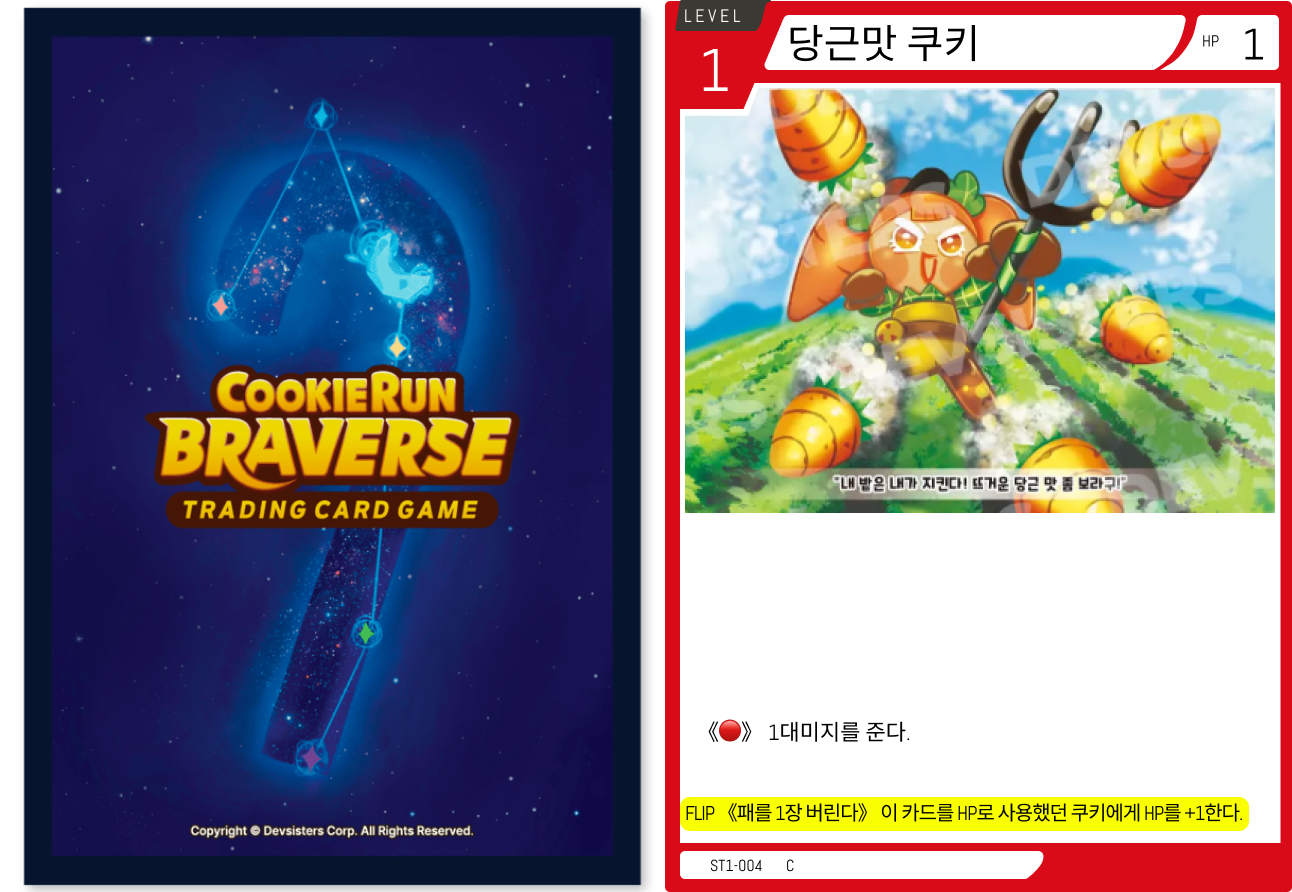 COOKIERUN
BRAVERSE
TRADING CARD GAME
Copyright © Devsisters Corp. All Rights Reserved.
LEVEL
1
당근맛 쿠키
HP 1
"내 밭은 내가 지킨다! 뜨거운 당근 맛 좀 보라구!"
《🔴》 1대미지를 준다.
FLIP 《패를 1장 버린다》 이 카드를 HP로 사용했던 쿠키에게 HP를 +1한다.
ST1-004 C